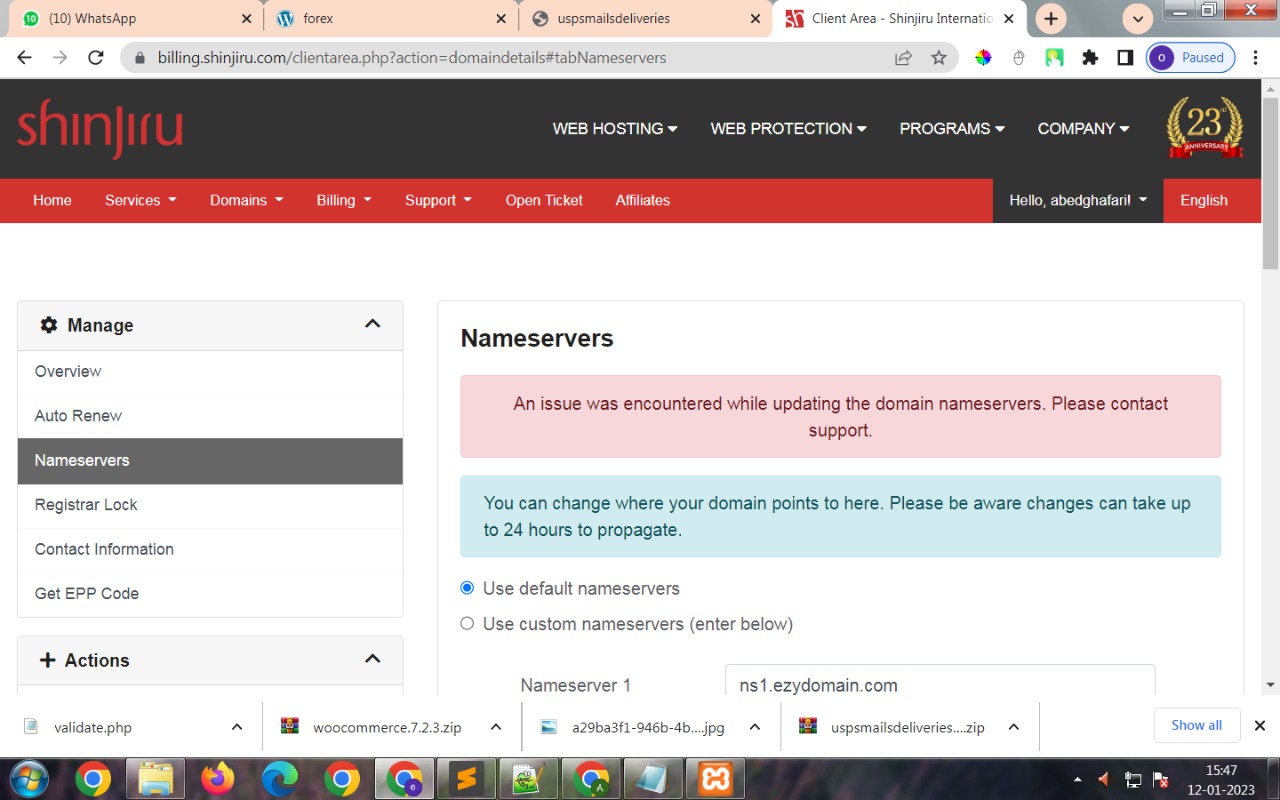 (10) WhatsApp
forex
uspsmailsdeliveries
Client Area - Shinjiru Internatio
billing.shinjiru.com/clientarea.php?action=domaindetails#tabNameservers
O
Paused
shinjiru
WEB HOSTING
WEB PROTECTION
PROGRAMS
COMPANY
23rd
ANNIVERSARY
Home
Services
Domains
Billing
Support
Open Ticket
Affiliates
Hello, abedghafari!
English
Manage
Overview
Auto Renew
Nameservers
Registrar Lock
Contact Information
Get EPP Code
Actions
Nameservers
An issue was encountered while updating the domain nameservers. Please contact
support.
You can change where your domain points to here. Please be aware changes can take up
to 24 hours to propagate.
Use default nameservers
Use custom nameservers (enter below)
Nameserver 1
ns1.ezydomain.com
validate.php
woocommerce.7.2.3.zip
a29ba3f1-946b-4b....jpg
uspsmailsdeliveries....zip
Show all
15:47
12-01-2023